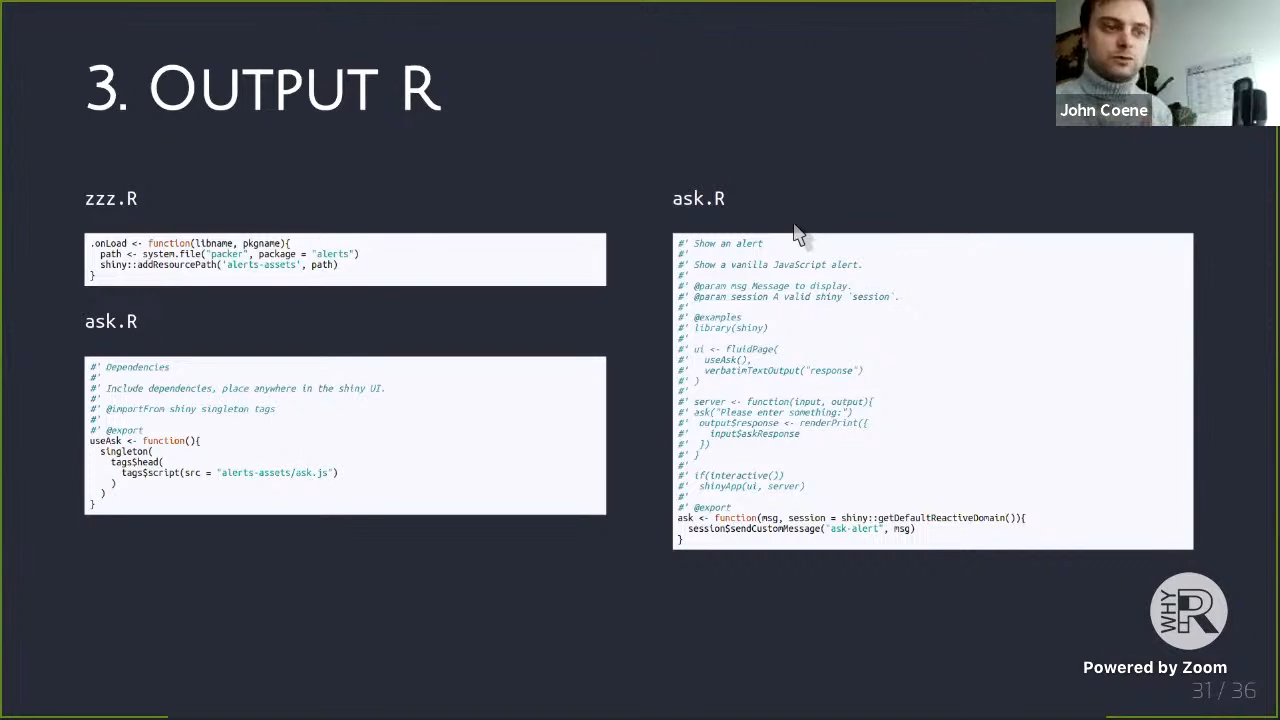 3. OUTPUT R
John Coene
zzz.R
.onLoad <- function(libname, pkgname){
  path <- system.file("packer", package = "alerts")
  shiny::addResourcePath('alerts-assets', path)
}
ask.R
#' Dependencies
#'
#' Include dependencies, place anywhere in the shiny UI.
#'
#' @importFrom shiny singleton tags
#'
#' @export
useAsk <- function(){
  singleton(
    tags$head(
      tags$script(src = "alerts-assets/ask.js")
    )
  )
}
ask.R
#' Show an alert
#'
#' Show a vanilla JavaScript alert.
#'
#' @param msg Message to display.
#' @param session A valid shiny `session`.
#'
#' @examples
#' library(shiny)
#'
#' ui <- fluidPage(
#'   useAsk(),
#'   verbatimTextOutput("response")
#' )
#'
#' server <- function(input, output){
#' ask("Please enter something:")
#'  output$response <- renderPrint({
#'    input$askResponse
#'  })
#' }
#'
#' if(interactive())
#'  shinyApp(ui, server)
#'
#' @export
ask <- function(msg, session = shiny::getDefaultReactiveDomain()){
  session$sendCustomMessage("ask-alert", msg)
}
WHY R
Powered by Zoom
31 / 36